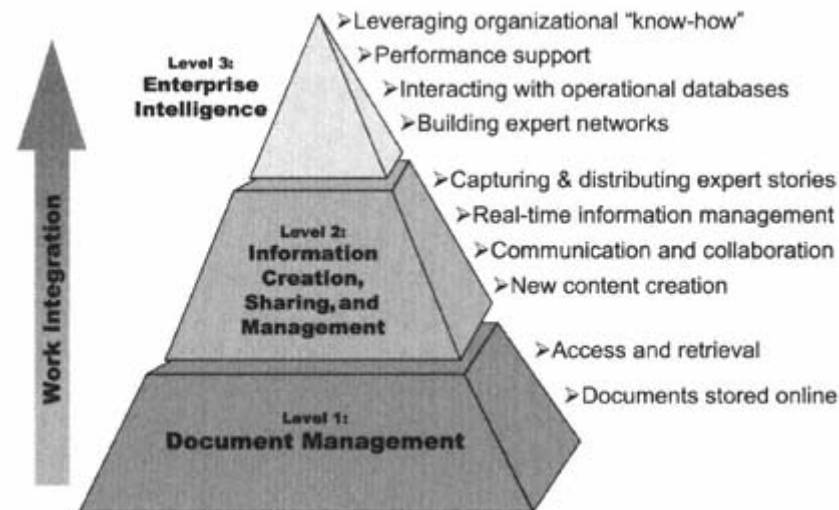 ➢Leveraging organizational "know-how"
➢Performance support
➢Interacting with operational databases
➢Building expert networks
Level 3:
Enterprise
Intelligence
➢Capturing & distributing expert stories
➢Real-time information management
➢Communication and collaboration
➢New content creation
Level 2:
Information
Creation,
Sharing, and
Management
➢Access and retrieval
➢Documents stored online
Level 1:
Document Management
Work Integration